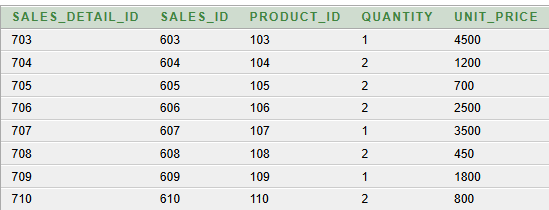 SALES_DETAIL_ID SALES_ID PRODUCT_ID QUANTITY UNIT_PRICE
703 603 103 1 4500
704 604 104 2 1200
705 605 105 2 700
706 606 106 2 2500
707 607 107 1 3500
708 608 108 2 450
709 609 109 1 1800
710 610 110 2 800